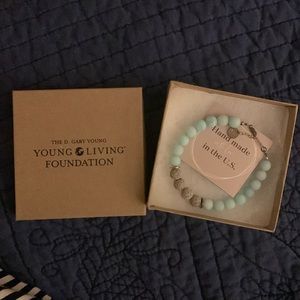 THE D. GARY YOUNG
YOUNG LIVING
FOUNDATION
Hand made
in the U.S.